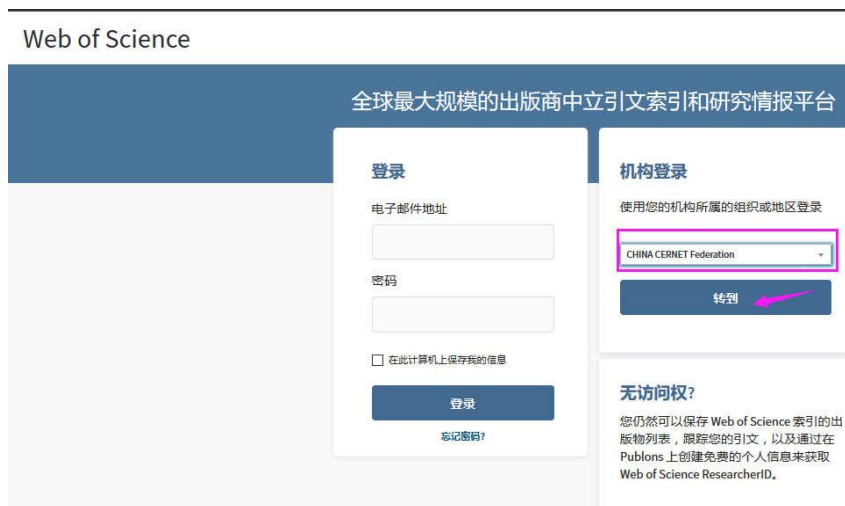 Web of Science
全球最大规模的出版商中立引文索引和研究情报平台
登录
电子邮件地址
密码
在此计算机上保存我的信息
登录
忘记密码?
机构登录
使用您的机构所属的组织或地区登录
CHINA CERNET Federation
转到
无访问权?
您仍然可以保存 Web of Science 索引的出
版物列表，跟踪您的引文，以及通过在
Publons 上创建免费的个人信息来获取
Web of Science ResearcherID。